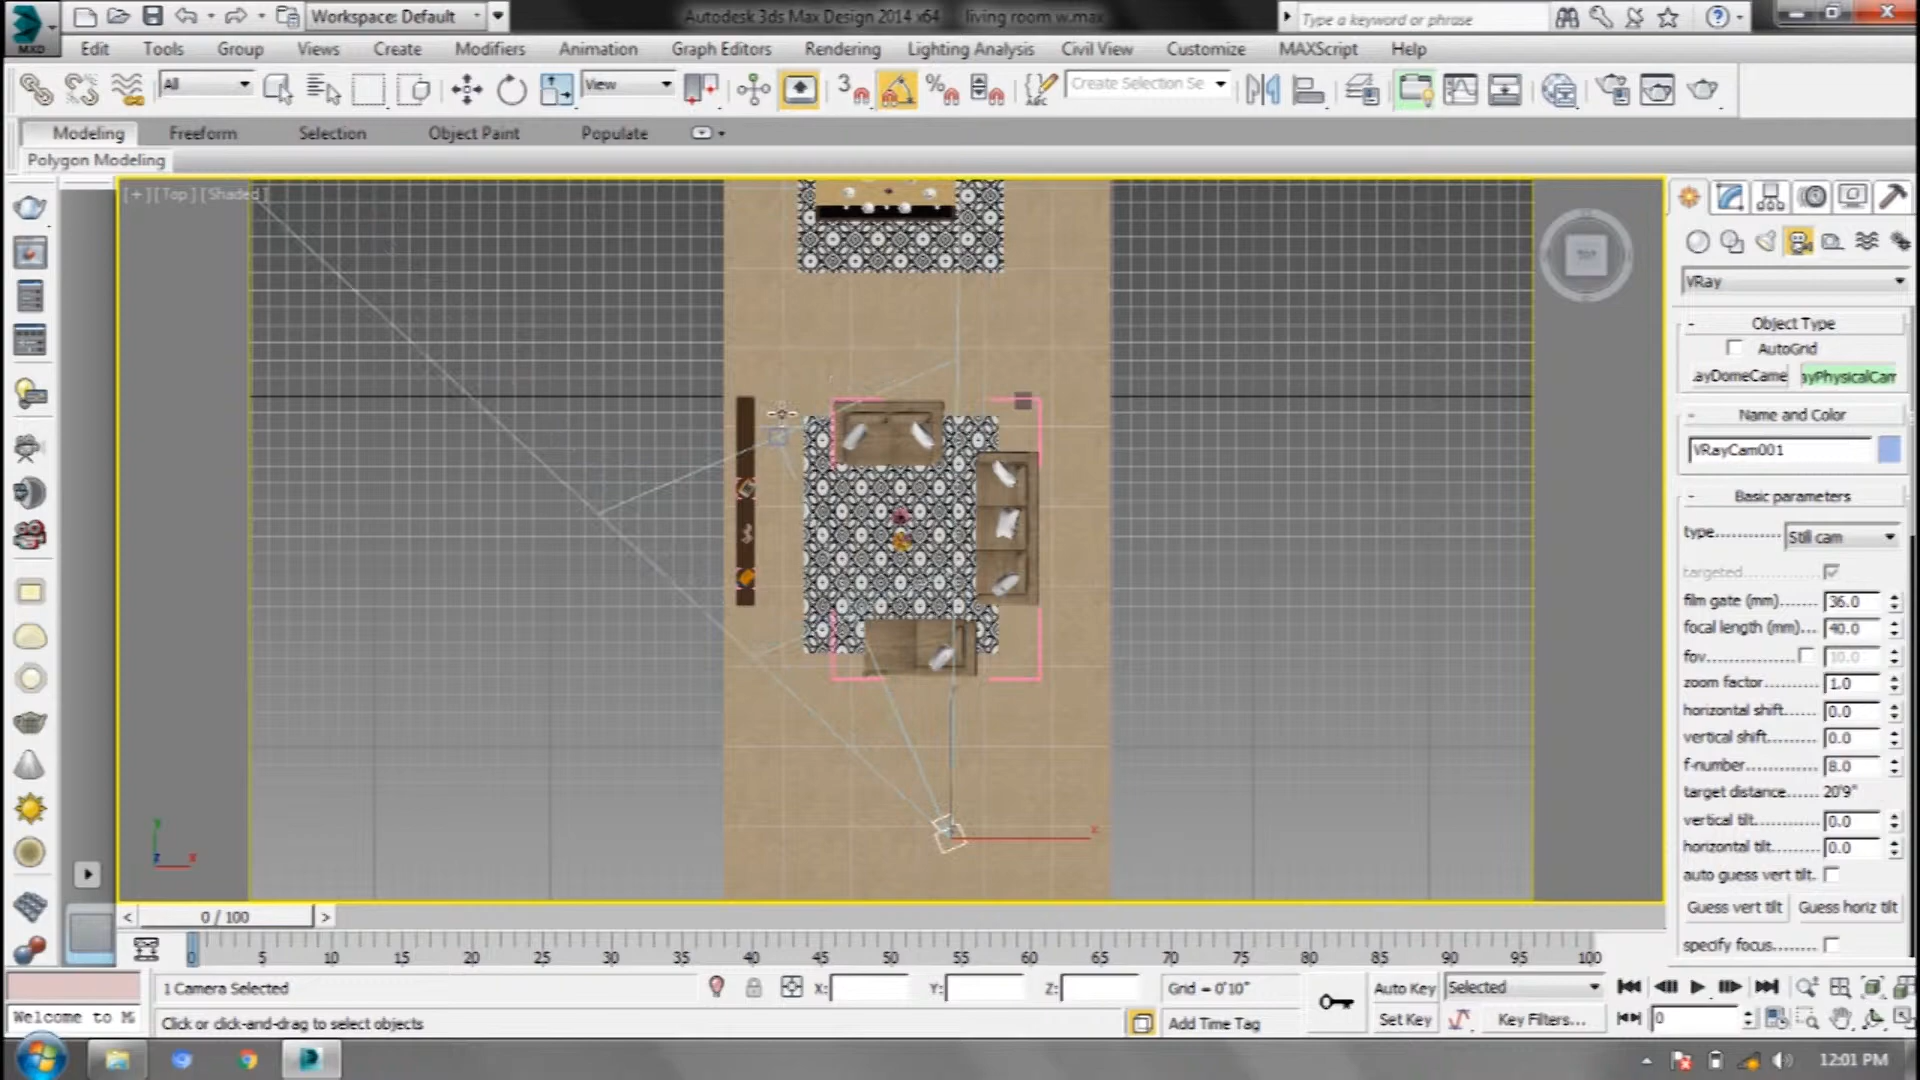 Workspace: Default
Autodesk 3ds Max Design 2014 x64 living room w.max
Type a keyword or phrase
MXD
Edit Tools Group Views Create Modifiers Animation Graph Editors Rendering Lighting Analysis Civil View Customize MAXScript Help
All
View
3
%
ABC
Create Selection Se
Modeling Freeform Selection Object Paint Populate
Polygon Modeling
[+][Top][Shaded]
TOP
VRay
- Object Type
AutoGrid
ayDomeCame ayPhysicalCam
- Name and Color
VRayCam001
- Basic parameters
type............ Still cam
targeted
film gate (mm)....... 36.0
focal length (mm)... 40.0
fov 10.0
zoom factor 1.0
horizontal shift...... 0.0
vertical shift......... 0.0
f-number 8.0
target distance...... 20'9"
vertical tilt 0.0
horizontal tilt 0.0
auto guess vert tilt.
Guess vert tilt Guess horiz tilt
specify focus.......
x
y
z x
< 0 / 100 >
0 5 10 15 20 25 30 35 40 45 50 55 60 65 70 75 80 85 90 95 100
1 Camera Selected
X: Y: Z:
Grid = 0'10"
Auto Key Selected
Welcome to M
Click or click-and-drag to select objects
Add Time Tag
Set Key Key Filters...
0
12:01 PM